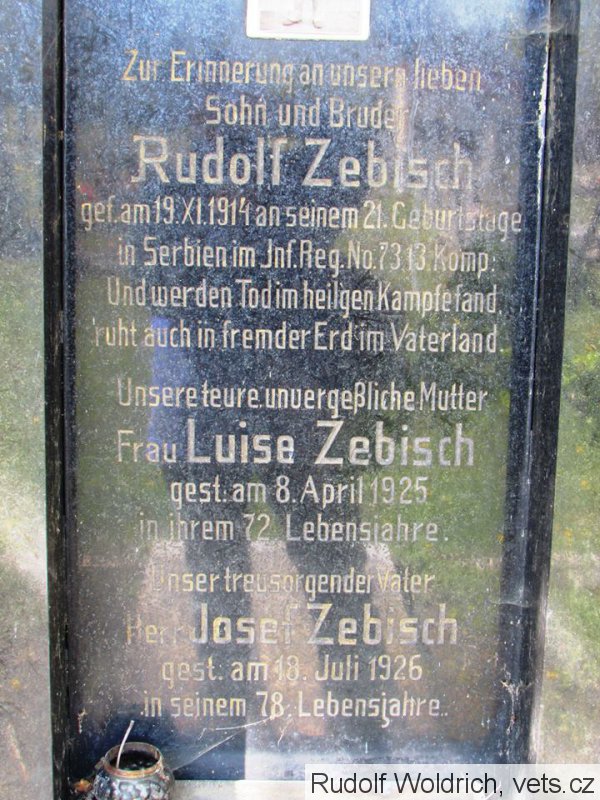 Zur Erinnerung an unsern lieben
Sohn und Bruder
Rudolf Zebisch
gef. am 19. XI. 1914 an seinem 21. Geburtstage
in Serbien im Jnf. Reg. No. 73 13. Komp:
Und wer den Tod im heilgen Kampfe fand,
ruht auch in fremder Erd im Vaterland.
Unsere teure unvergeßliche Mutter
Frau Luise Zebisch
gest. am 8. April 1925
in ihrem 72. Lebensjahre.
Unser treusorgender Vater
Herr Josef Zebisch
gest. am 18. Juli 1926
in seinem 78. Lebensjahre.
Rudolf Woldrich, vets.cz